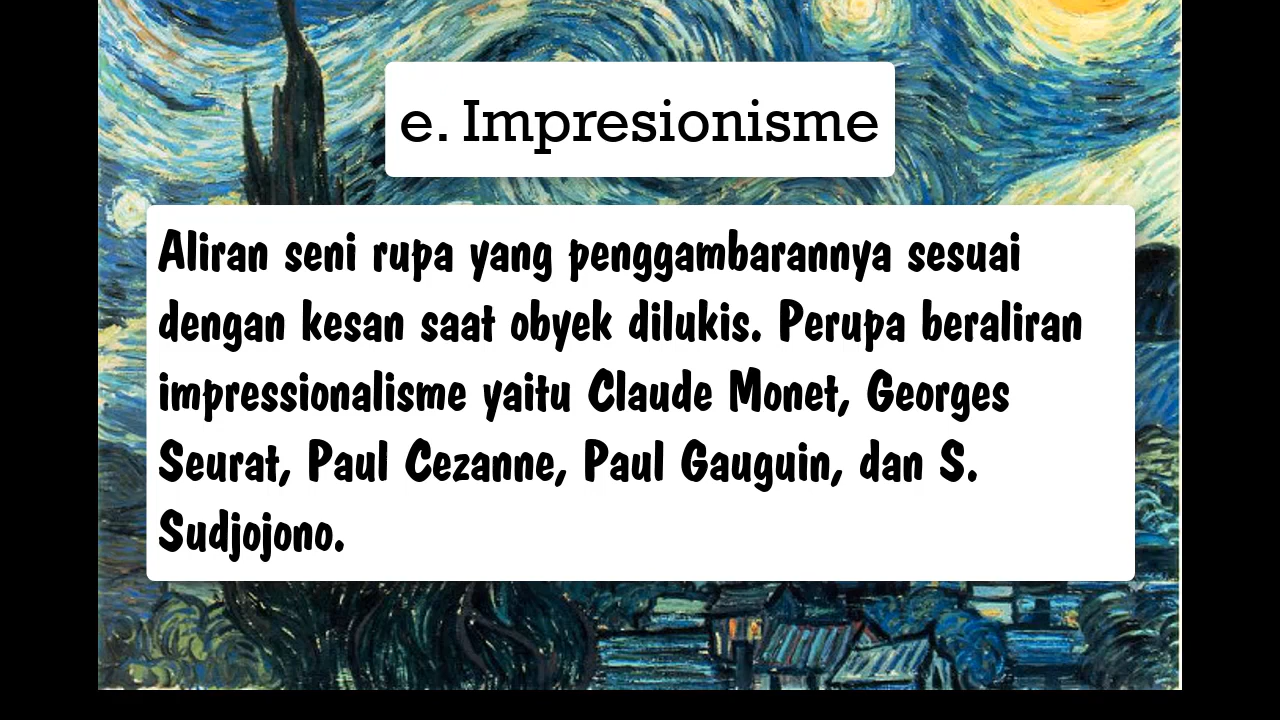 e. Impresionisme
Aliran seni rupa yang penggambarannya sesuai
dengan kesan saat obyek dilukis. Perupa beraliran
impressionalisme yaitu Claude Monet, Georges
Seurat, Paul Cezanne, Paul Gauguin, dan S.
Sudjojono.